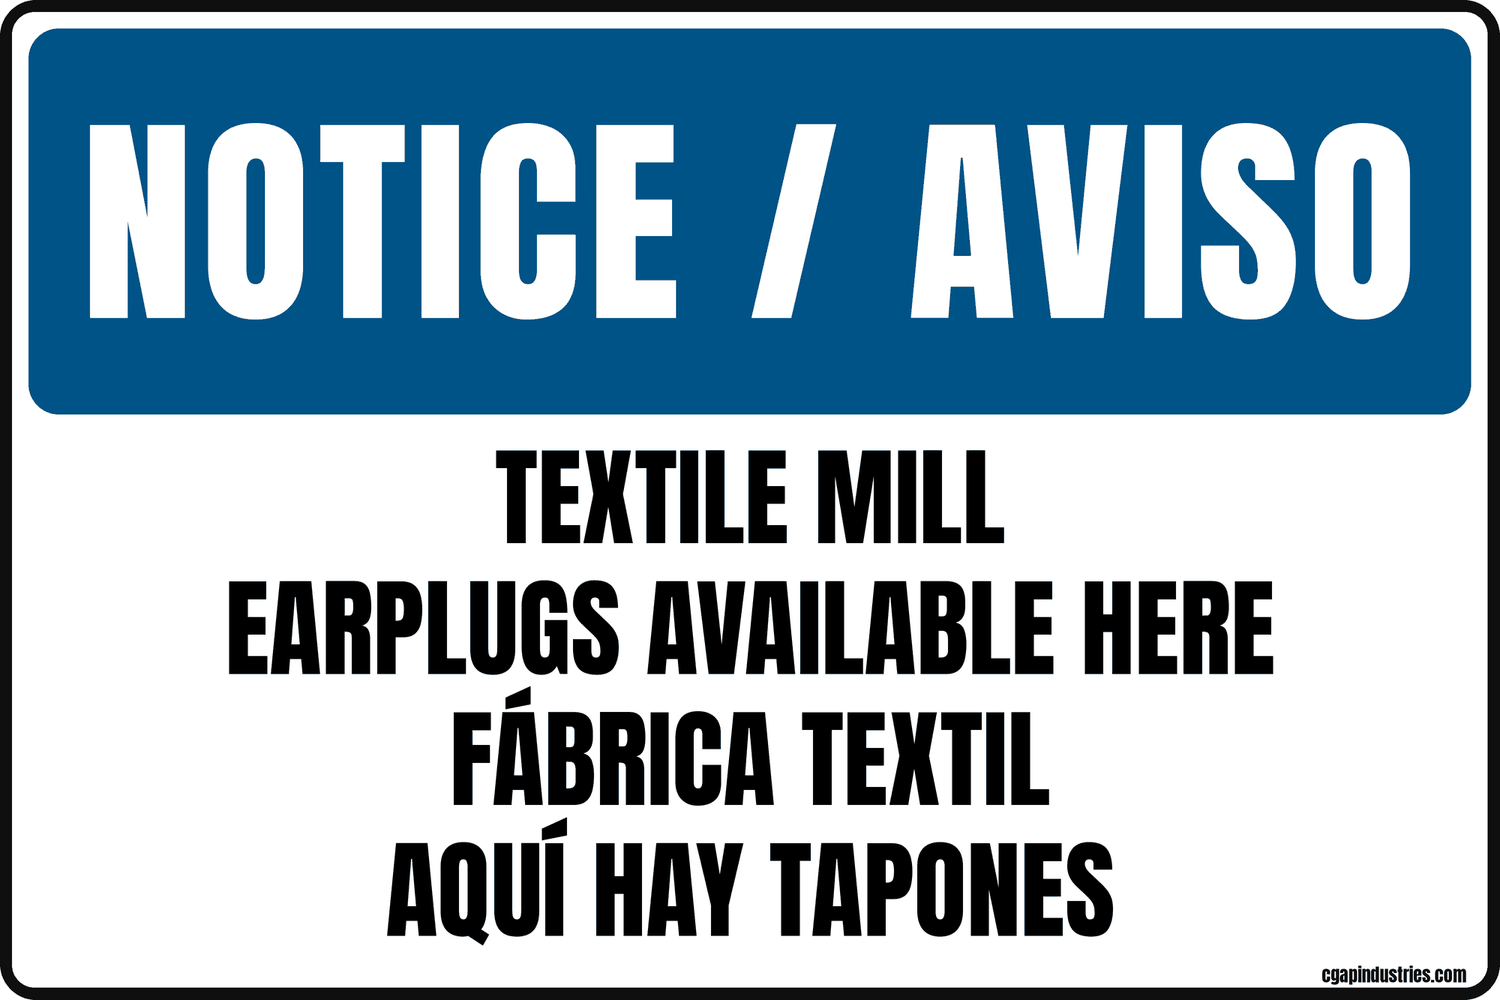 NOTICE / AVISO
TEXTILE MILL
EARPLUGS AVAILABLE HERE
FÁBRICA TEXTIL
AQUÍ HAY TAPONES
cgapindustries.com